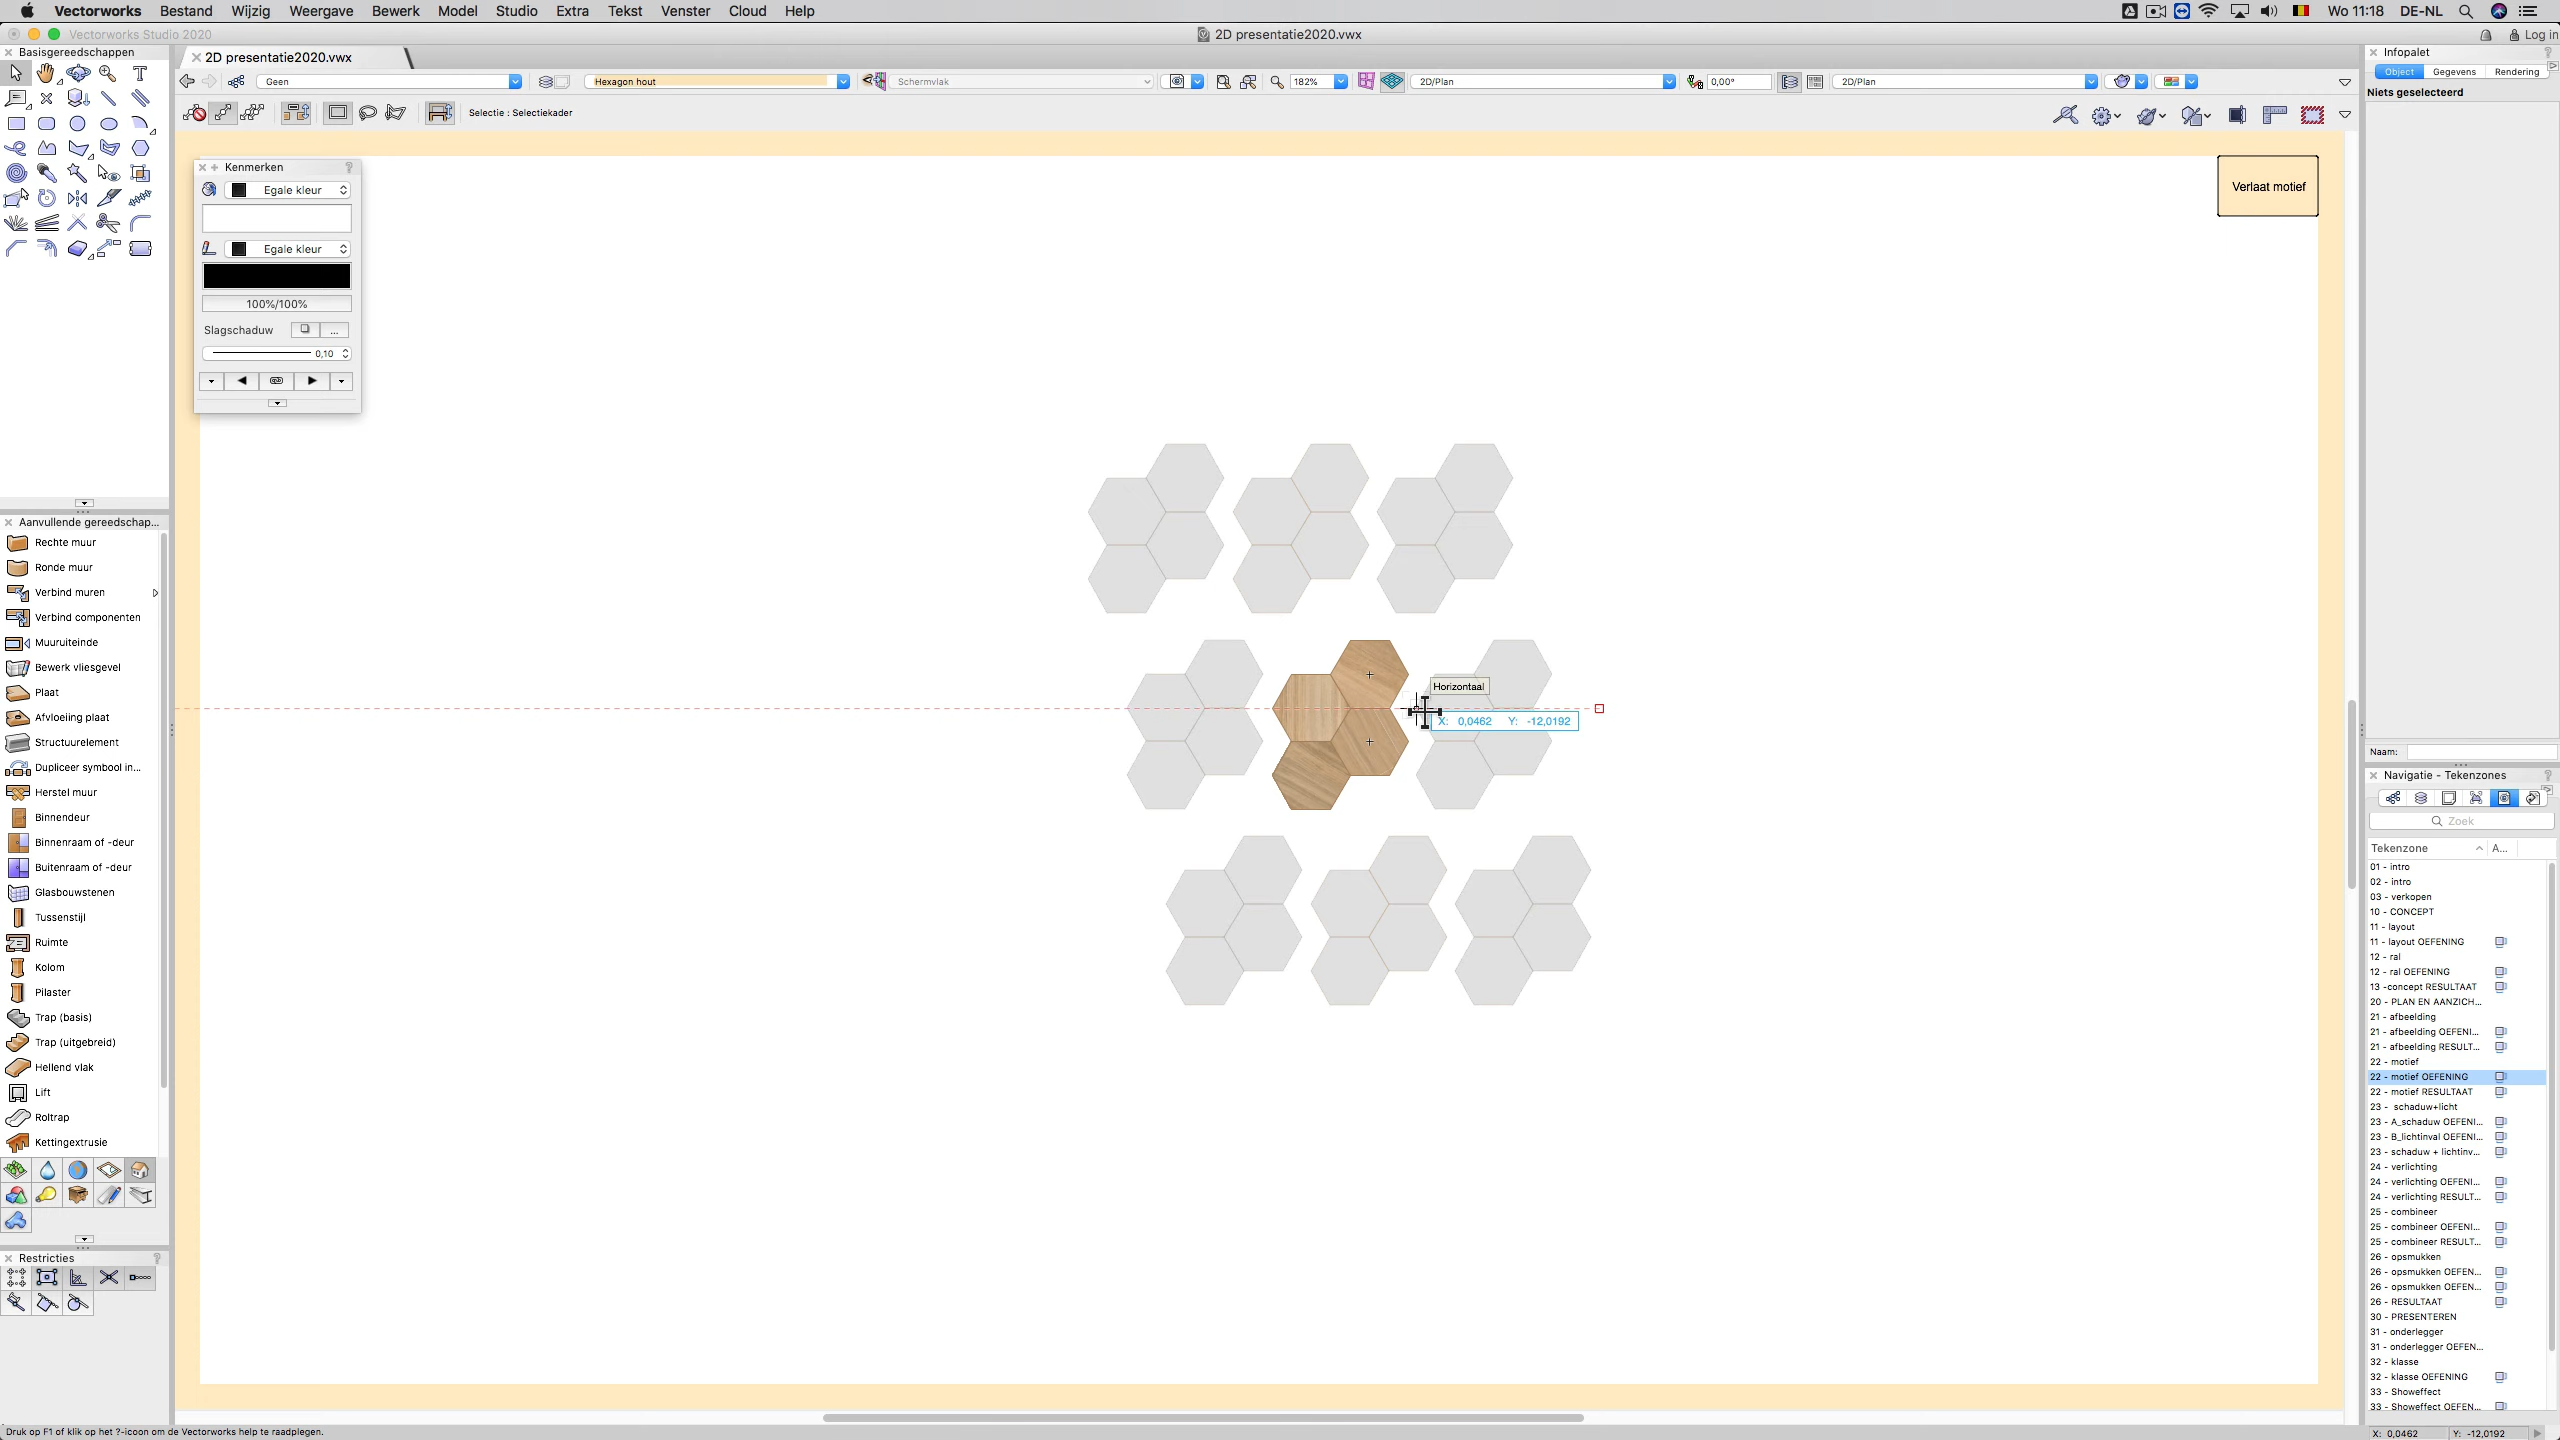 Vectorworks Bestand Wijzig Weergave Bewerk Model Studio Extra Tekst Venster Cloud Help Wo 11:18 DE-NL
Vectorworks Studio 2020 2D presentatie2020.vwx Log in
Basisgereedschappen 2D presentatie2020.vwx Infopalet
Geen Hexagon hout Schermvlak 182% 2D/Plan 0,00° 2D/Plan
Object Gegevens Rendering
Niets geselecteerd
Selectie : Selectiekader
Kenmerken
Egale kleur
Egale kleur
100%/100%
Slagschaduw ...
0,10
Verlaat motief
Horizontaal
X: 0,0462 Y: -12,0192
Aanvullende gereedschap...
Rechte muur
Ronde muur
Verbind muren
Verbind componenten
Muuruiteinde
Bewerk vliesgevel
Plaat
Afvloeiing plaat
Structuurelement
Dupliceer symbool in...
Herstel muur
Binnendeur
Binnenraam of -deur
Buitenraam of -deur
Glasbouwstenen
Tussenstijl
Ruimte
Kolom
Pilaster
Trap (basis)
Trap (uitgebreid)
Hellend vlak
Lift
Roltrap
Kettingextrusie
Restricties
Naam:
Navigatie - Tekenzones
Zoek
Tekenzone A...
01 - intro
02 - intro
03 - verkopen
10 - CONCEPT
11 - layout
11 - layout OEFENING
12 - ral
12 - ral OEFENING
13 -concept RESULTAAT
20 - PLAN EN AANZICH...
21 - afbeelding
21 - afbeelding OEFENI...
21 - afbeelding RESULT...
22 - motief
22 - motief OEFENING
22 - motief RESULTAAT
23 - schaduw+licht
23 - A_schaduw OEFENI...
23 - B_lichtinval OEFENI...
23 - schaduw + lichtinv...
24 - verlichting
24 - verlichting OEFENI...
24 - verlichting RESULT...
25 - combineer
25 - combineer OEFENI...
25 - combineer RESULT...
26 - opsmukken
26 - opsmukken OEFEN...
26 - opsmukken OEFEN...
26 - RESULTAAT
30 - PRESENTEREN
31 - onderlegger
31 - onderlegger OEFEN...
32 - klasse
32 - klasse OEFENING
33 - Showeffect
33 - Showeffect OEFEN...
Druk op F1 of klik op het ?-icoon om de Vectorworks help te raadplegen.
X: 0,0462 Y: -12,0192